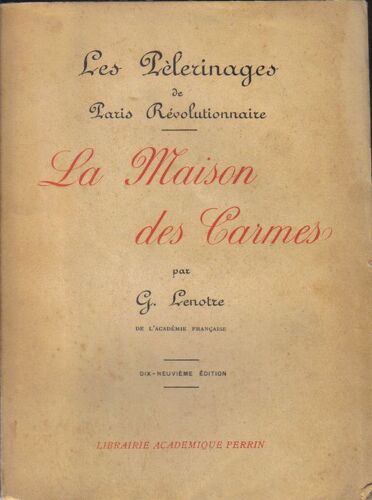 Les Pèlerinages
de
Paris Révolutionnaire
La Maison
des Carmes
par
G. Lenotre
DE L'ACADÉMIE FRANÇAISE
DIX-NEUVIÈME ÉDITION
LIBRAIRIE ACADEMIQUE PERRIN